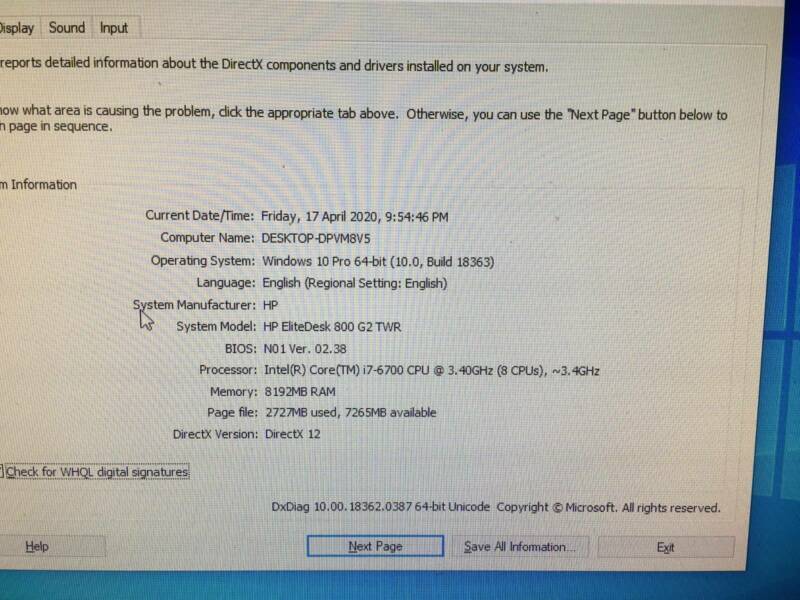 Display Sound Input
reports detailed information about the DirectX components and drivers installed on your system.
now what area is causing the problem, click the appropriate tab above. Otherwise, you can use the "Next Page" button below to
h page in sequence.
m Information
Current Date/Time: Friday, 17 April 2020, 9:54:46 PM
Computer Name: DESKTOP-DPVM8V5
Operating System: Windows 10 Pro 64-bit (10.0, Build 18363)
Language: English (Regional Setting: English)
System Manufacturer: HP
System Model: HP EliteDesk 800 G2 TWR
BIOS: N01 Ver. 02.38
Processor: Intel(R) Core(TM) i7-6700 CPU @ 3.40GHz (8 CPUs), ~3.4GHz
Memory: 8192MB RAM
Page file: 2727MB used, 7265MB available
DirectX Version: DirectX 12
Check for WHQL digital signatures
DxDiag 10.00.18362.0387 64-bit Unicode Copyright © Microsoft. All rights reserved.
Help Next Page Save All Information... Exit